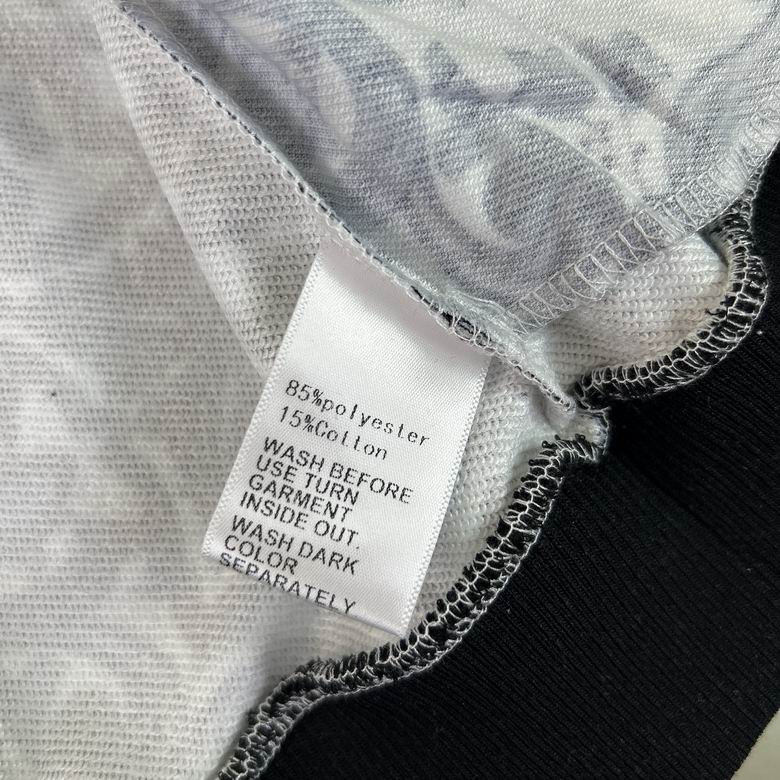 85%polyester
15%Cotton
WASH BEFORE
USE TURN
GARMENT
INSIDE OUT.
WASH DARK
COLOR
SEPARATELY